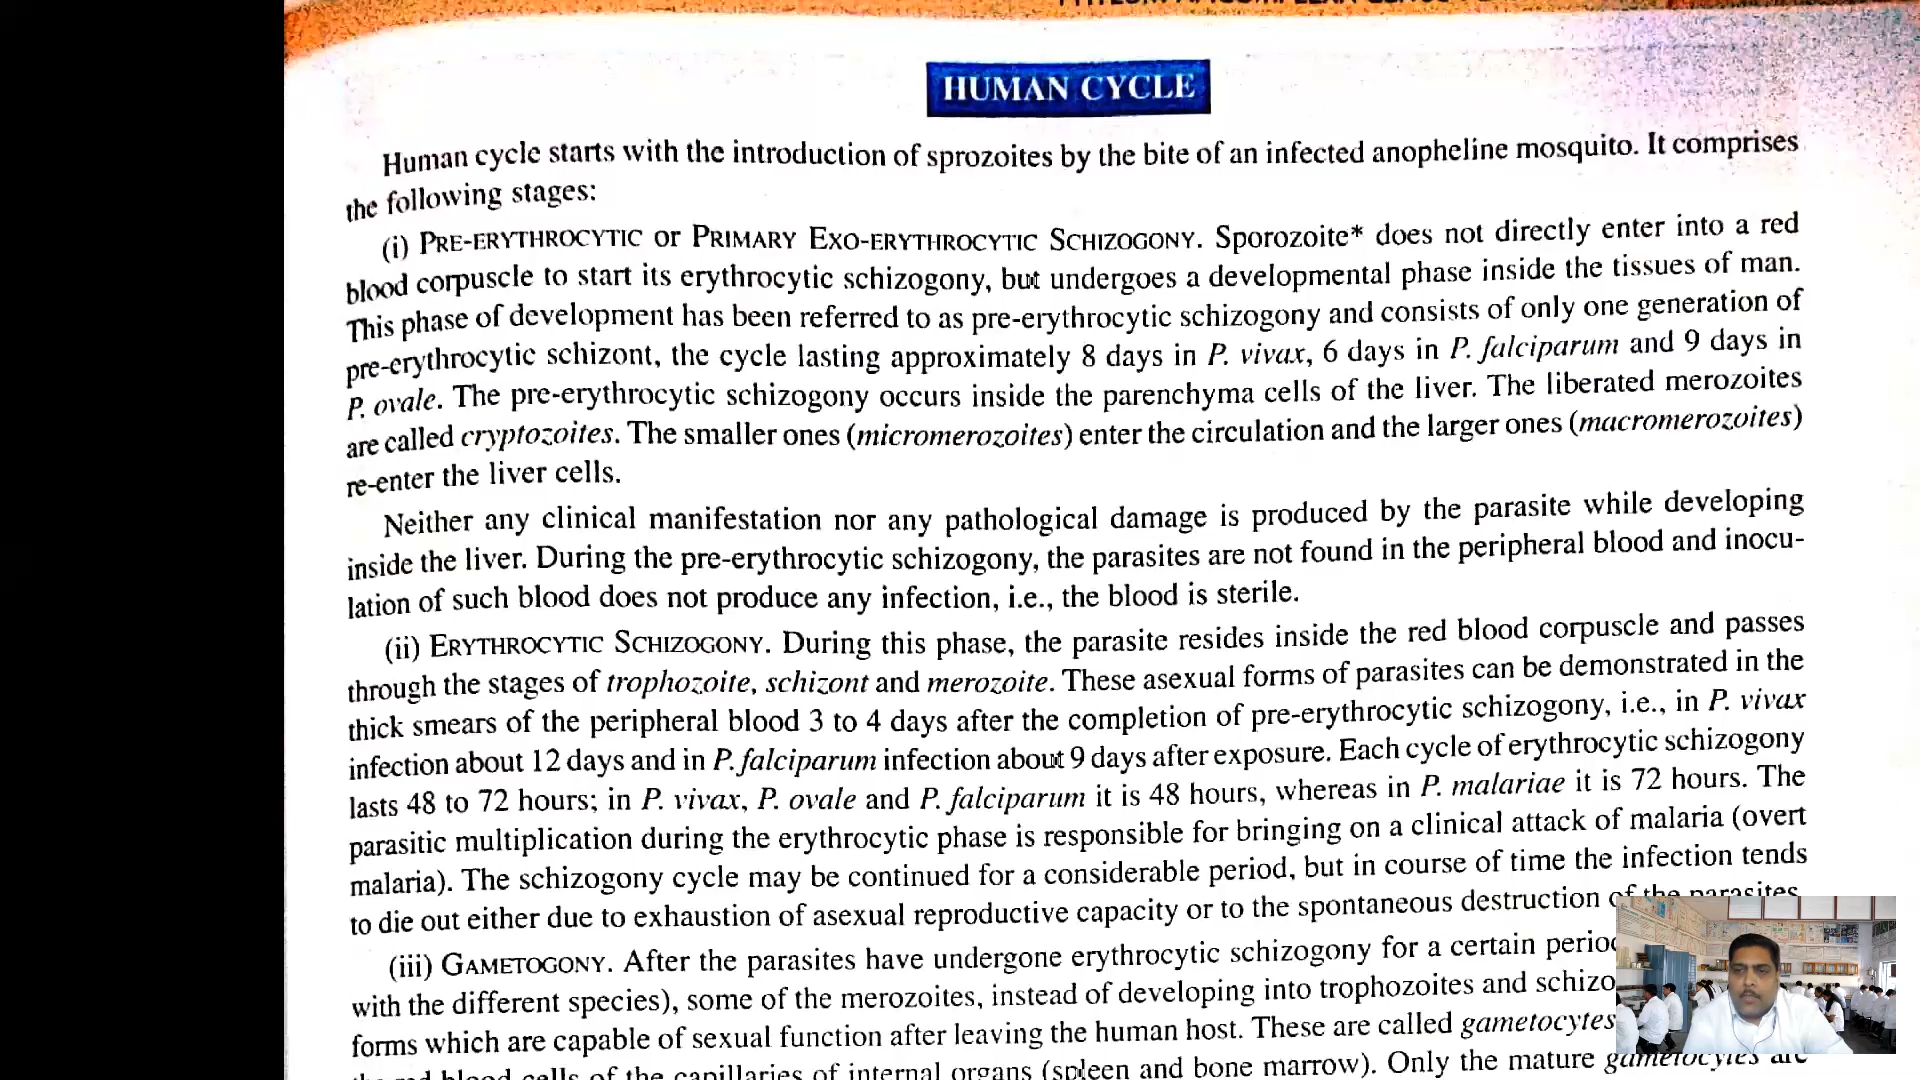 HUMAN CYCLE
Human cycle starts with the introduction of sprozoites by the bite of an infected anopheline mosquito. It comprises
the following stages:
(i) PRE-ERYTHROCYTIC or PRIMARY EXO-ERYTHROCYTIC SCHIZOGONY. Sporozoite* does not directly enter into a red
blood corpuscle to start its erythrocytic schizogony, but undergoes a developmental phase inside the tissues of man.
This phase of development has been referred to as pre-erythrocytic schizogony and consists of only one generation of
pre-erythrocytic schizont, the cycle lasting approximately 8 days in P. vivax, 6 days in P. falciparum and 9 days in
P. ovale. The pre-erythrocytic schizogony occurs inside the parenchyma cells of the liver. The liberated merozoites
are called cryptozoites. The smaller ones (micromerozoites) enter the circulation and the larger ones (macromerozoites)
re-enter the liver cells.
Neither any clinical manifestation nor any pathological damage is produced by the parasite while developing
inside the liver. During the pre-erythrocytic schizogony, the parasites are not found in the peripheral blood and inocu-
lation of such blood does not produce any infection, i.e., the blood is sterile.
(ii) ERYTHROCYTIC SCHIZOGONY. During this phase, the parasite resides inside the red blood corpuscle and passes
through the stages of trophozoite, schizont and merozoite. These asexual forms of parasites can be demonstrated in the
thick smears of the peripheral blood 3 to 4 days after the completion of pre-erythrocytic schizogony, i.e., in P. vivax
infection about 12 days and in P. falciparum infection about 9 days after exposure. Each cycle of erythrocytic schizogony
lasts 48 to 72 hours; in P. vivax, P. ovale and P. falciparum it is 48 hours, whereas in P. malariae it is 72 hours. The
parasitic multiplication during the erythrocytic phase is responsible for bringing on a clinical attack of malaria (overt
malaria). The schizogony cycle may be continued for a considerable period, but in course of time the infection tends
to die out either due to exhaustion of asexual reproductive capacity or to the spontaneous destruction of the parasites.
(iii) GAMETOGONY. After the parasites have undergone erythrocytic schizogony for a certain
with the different species), some of the merozoites, instead of developing into trophozoites and
forms which are capable of sexual function after leaving the human host. These are called gametocytes
the red blood cells of the capillaries of internal organs (spleen and bone marrow). Only the mature gametocytes are